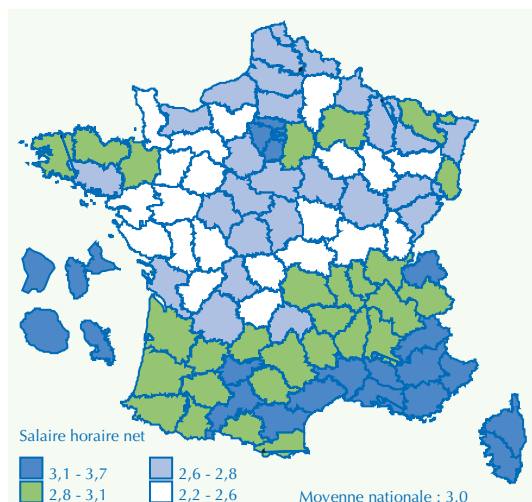 Salaire horaire net
3,1 - 3,7
2,6 - 2,8
2,8 - 3,1
2,2 - 2,6
Moyenne nationale : 3,0